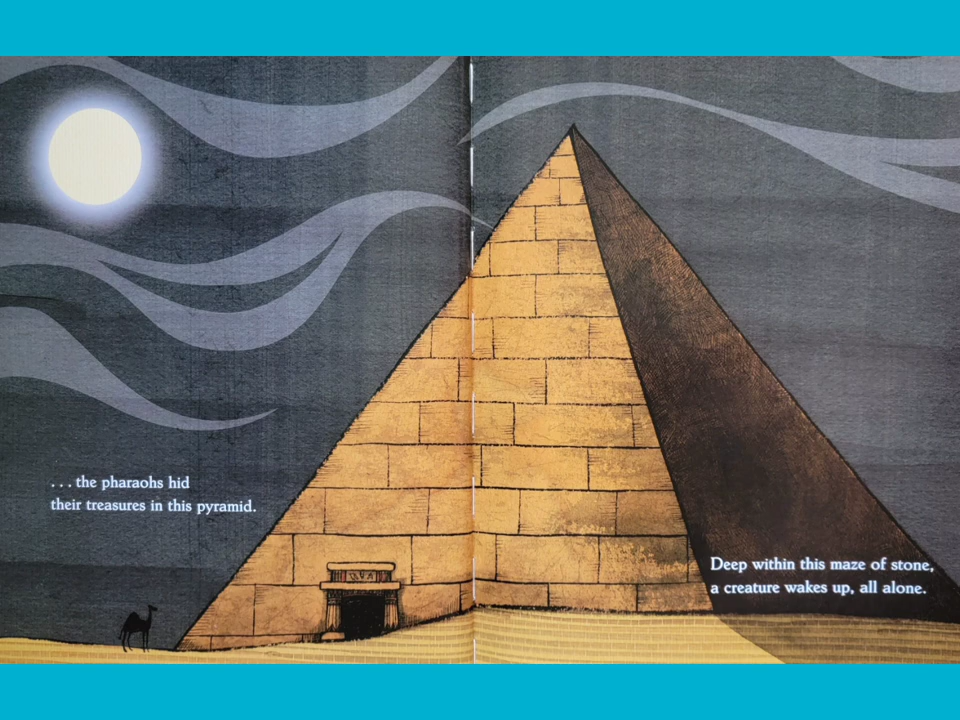 . . . the pharaohs hid
their treasures in this pyramid.
Deep within this maze of stone,
a creature wakes up, all alone.